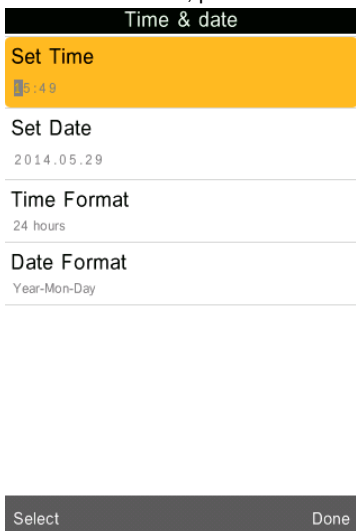 Time & date
Set Time
15:49
Set Date
2014.05.29
Time Format
24 hours
Date Format
Year-Mon-Day
Select Done